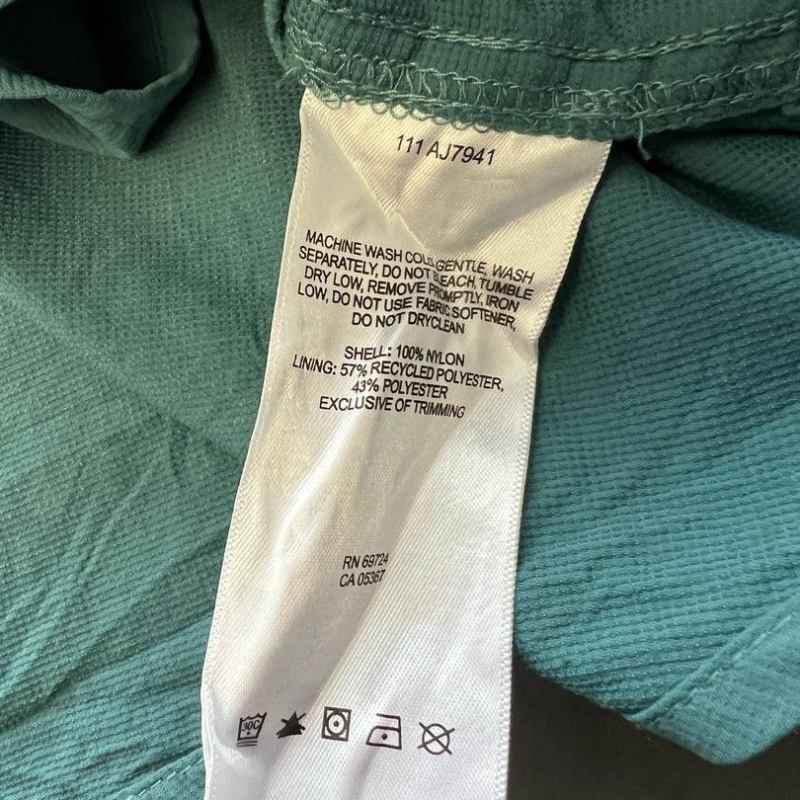 111 AJ7941
MACHINE WASH COLD, GENTLE, WASH
SEPARATELY, DO NOT BLEACH, TUMBLE
DRY LOW, REMOVE PROMPTLY, IRON
LOW, DO NOT USE FABRIC SOFTENER,
DO NOT DRYCLEAN
SHELL: 100% NYLON
LINING: 57% RECYCLED POLYESTER,
43% POLYESTER
EXCLUSIVE OF TRIMMING
RN 69724
CA 05367
30C